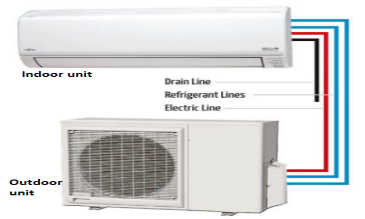 Indoor unit
Drain Line
Refrigerant Lines
Electric Line
Outdoor
unit